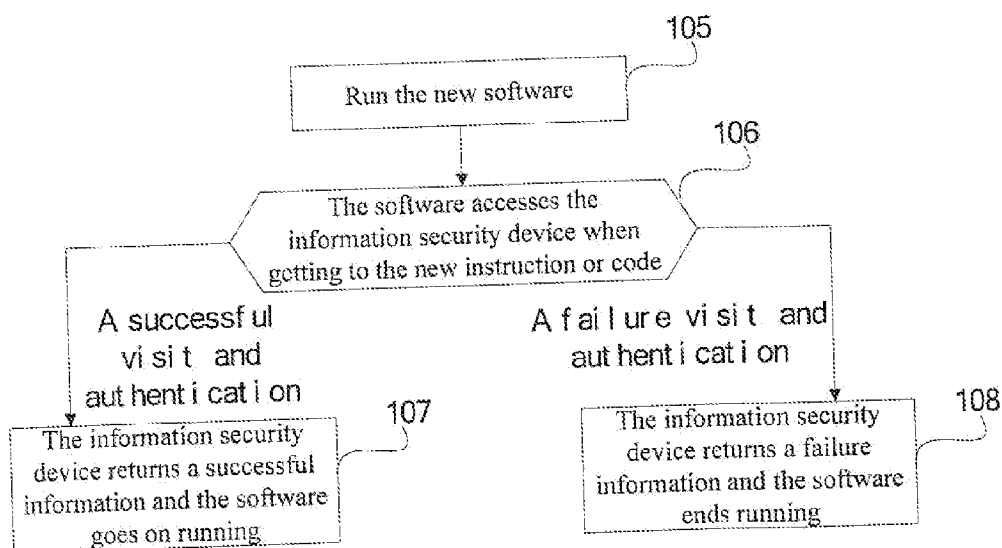 105
Run the new software
106
The software accesses the
information security device when
getting to the new instruction or code
A successful
visit and
authentication
A failure visit and
authentication
107
The information security
device returns a successful
information and the software
goes on running
108
The information security
device returns a failure
information and the software
ends running